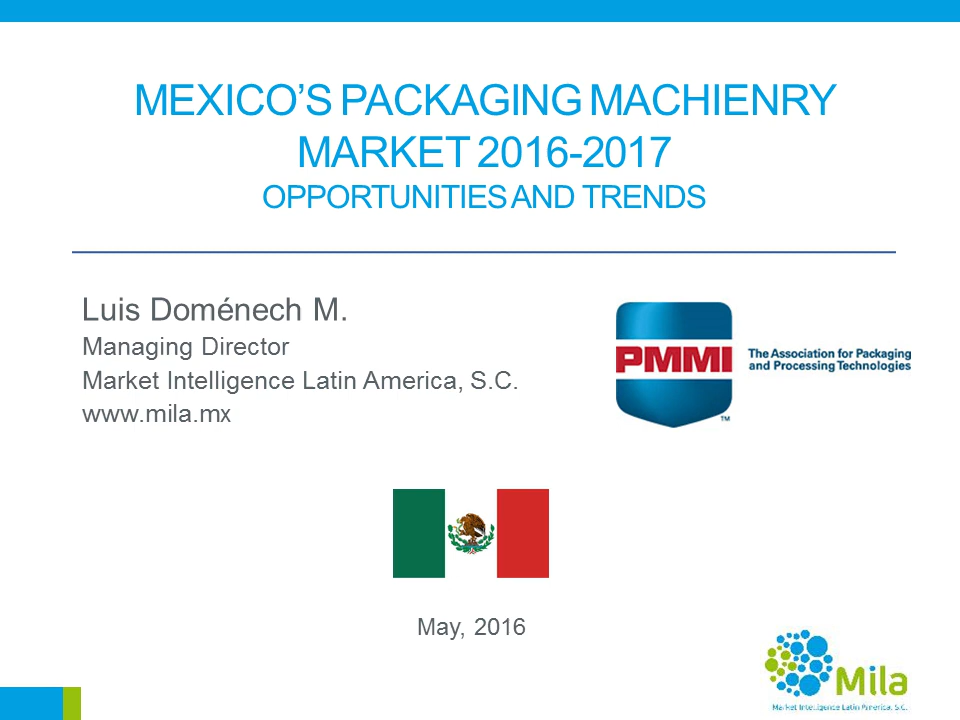 MEXICO’S PACKAGING MACHIENRY
MARKET 2016-2017
OPPORTUNITIES AND TRENDS
Luis Doménech M.
Managing Director
Market Intelligence Latin America, S.C.
www.mila.mx
PMMI
The Association for Packaging
and Processing Technologies
TM
May, 2016
Mila
Market Intelligence Latin America, S.C.